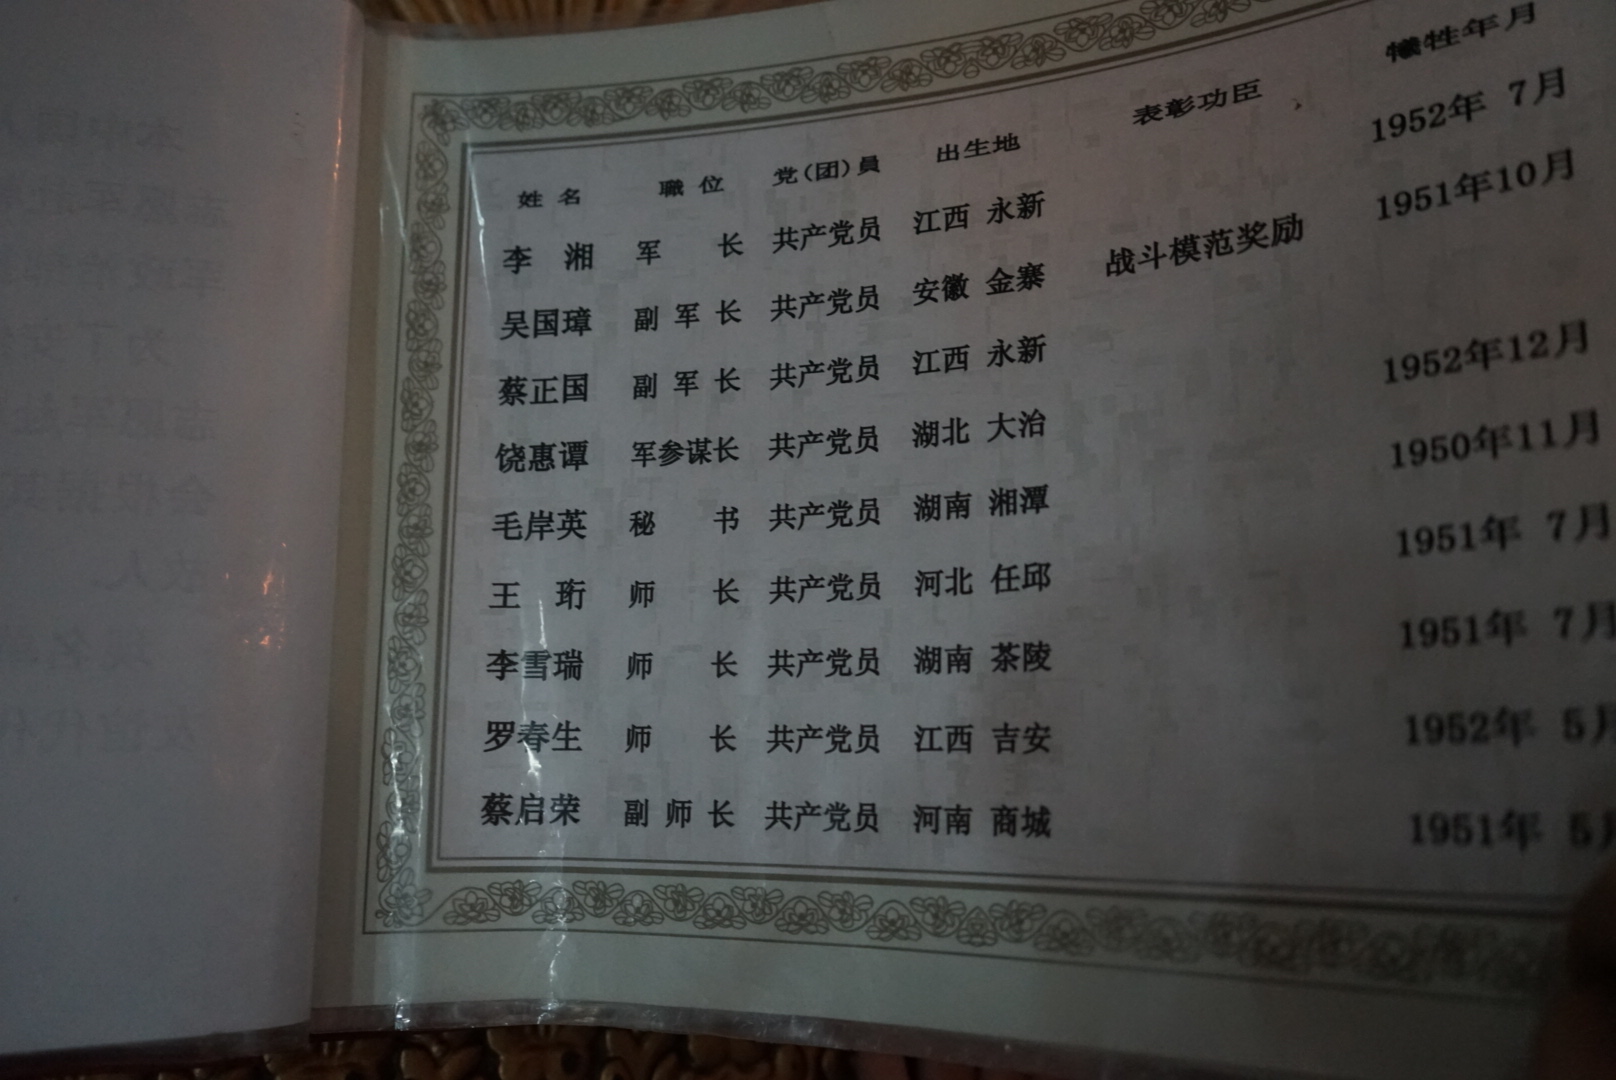 姓 名 職 位 党(团)员 出生地 表彰功臣 犧牲年月
李 湘 军 长 共产党员 江西 永新 1952年 7月
吴国璋 副 军 长 共产党员 安徽 金寨 战斗模范奖励 1951年10月
蔡正国 副 军 长 共产党员 江西 永新
饶惠谭 军参谋长 共产党员 湖北 大治 1952年12月
毛岸英 秘 书 共产党员 湖南 湘潭 1950年11月
王 珩 师 长 共产党员 河北 任邱 1951年 7月
李雪瑞 师 长 共产党员 湖南 茶陵 1951年 7月
罗春生 师 长 共产党员 江西 吉安 1952年 5月
蔡启荣 副 师 长 共产党员 河南 商城 1951年 5月